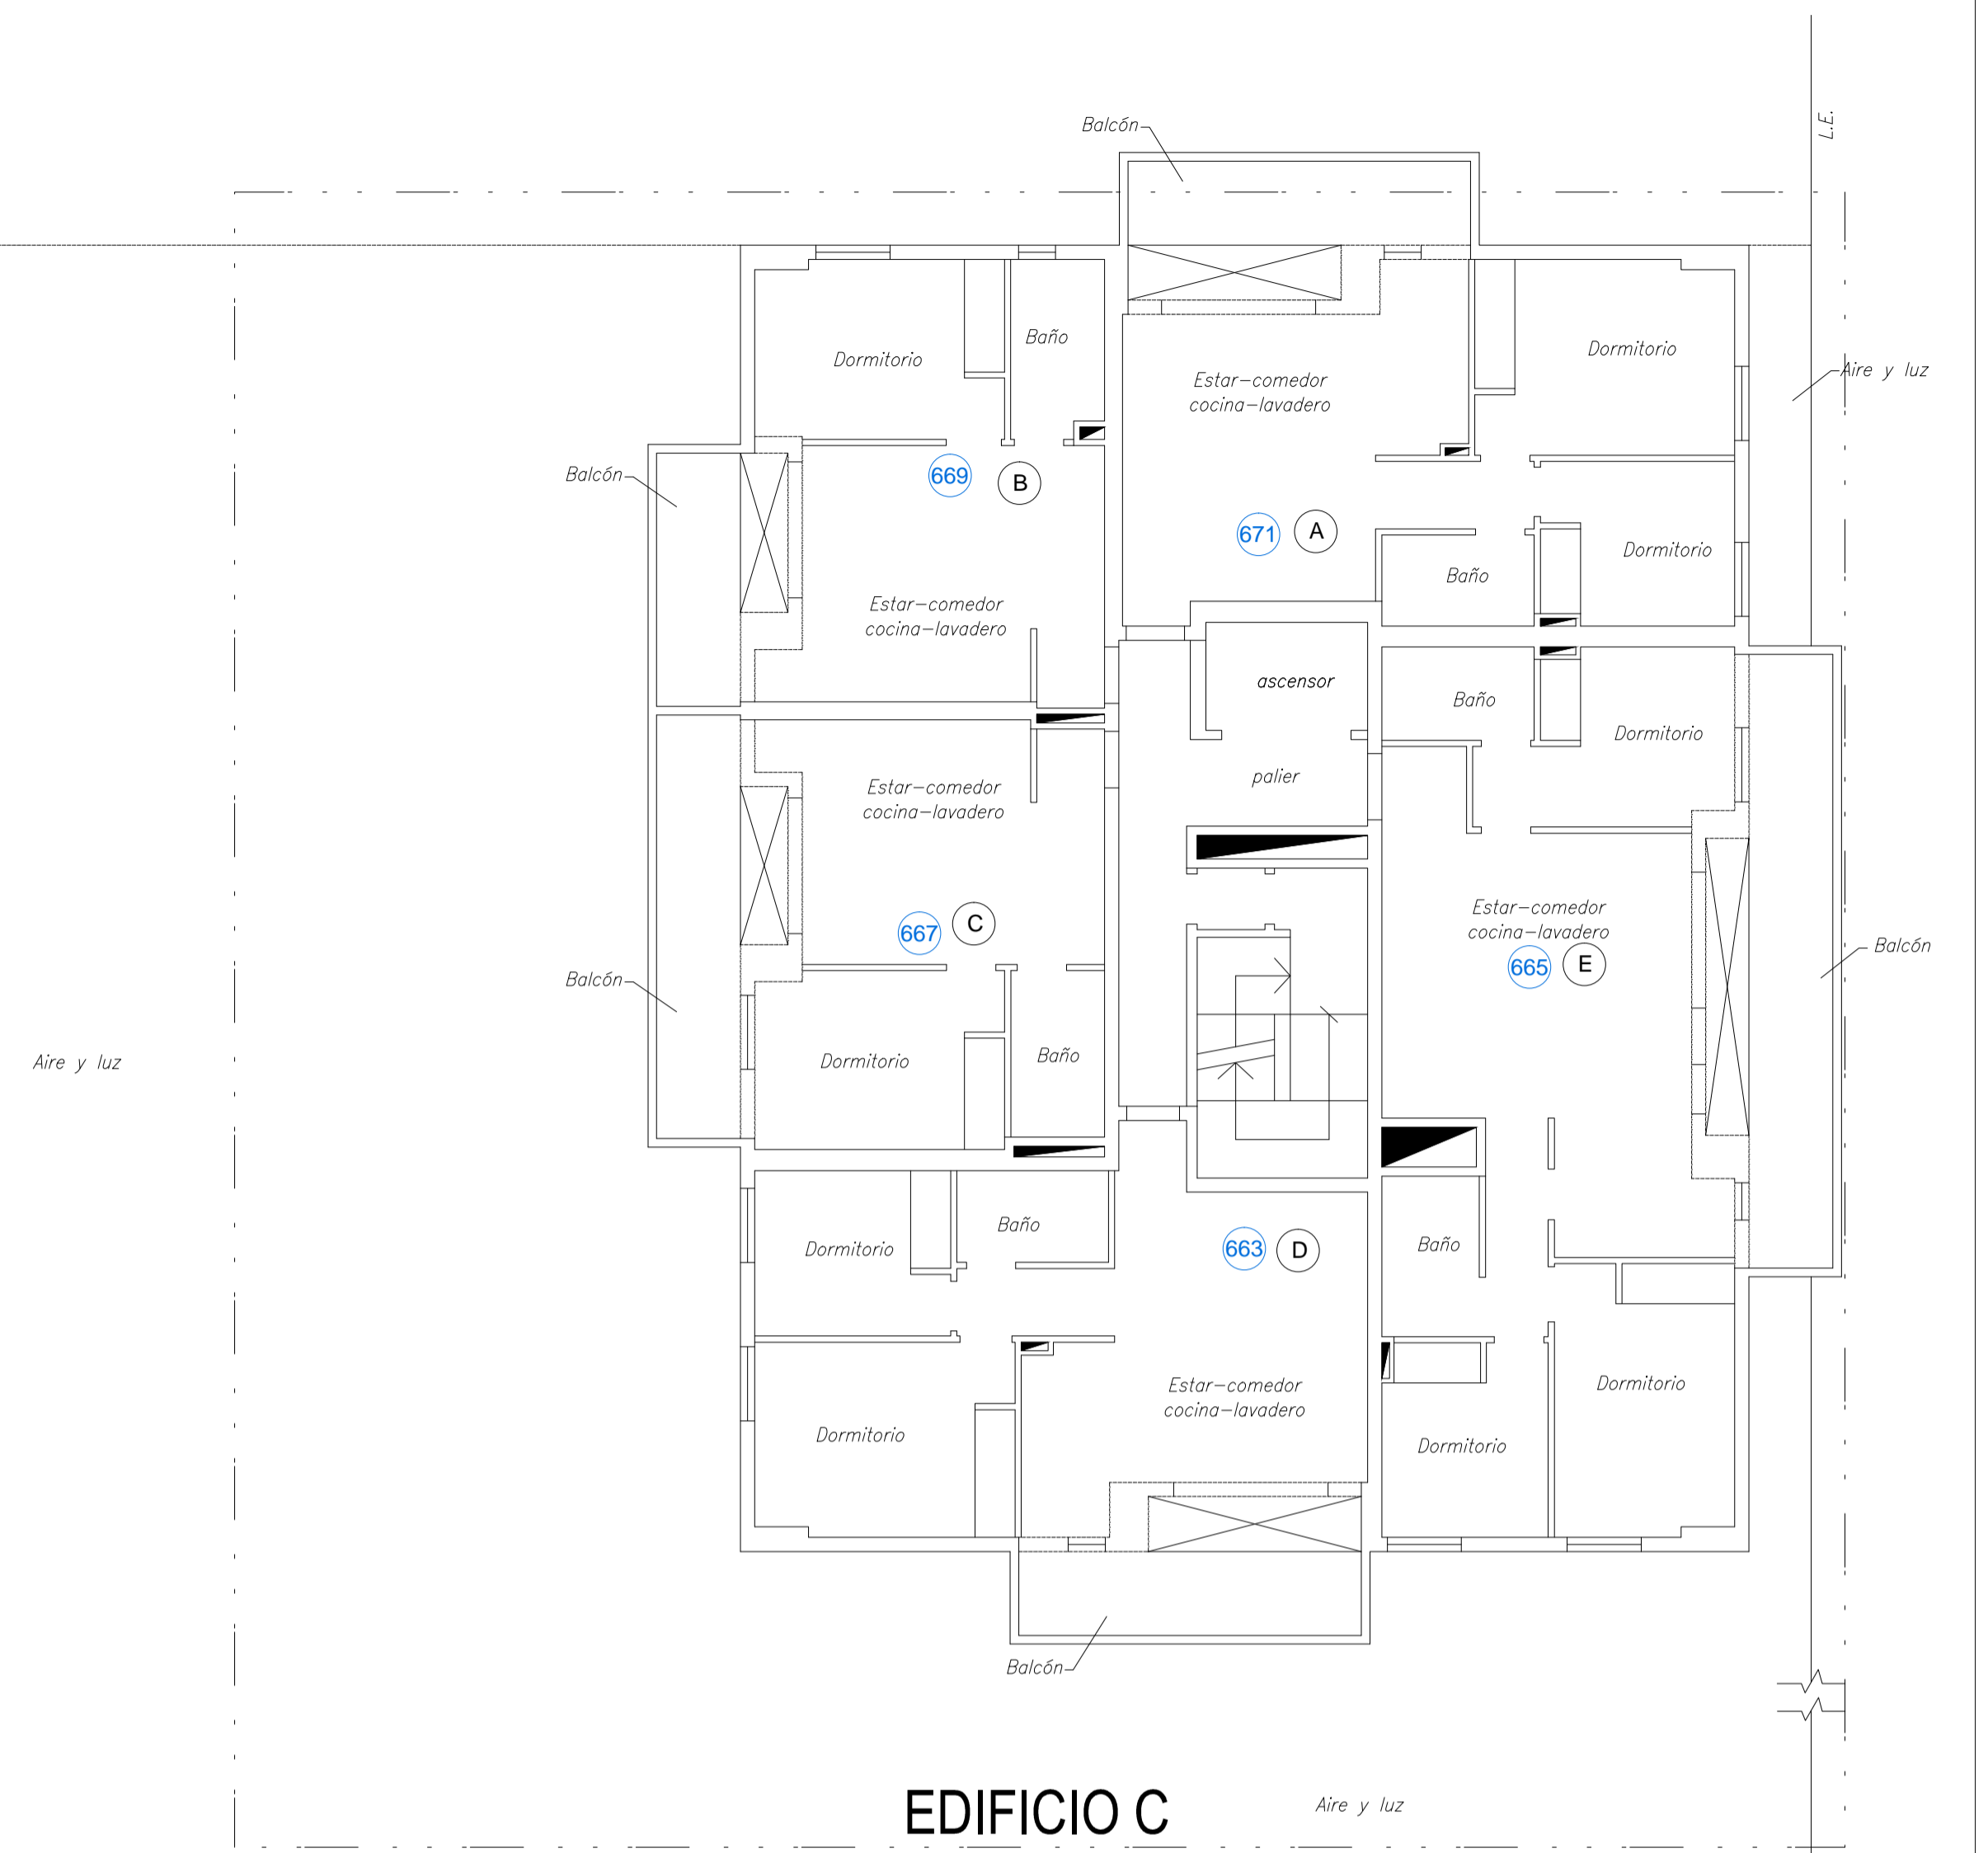 L.E.
Balcón
Baño
Dormitorio
Dormitorio
Estar-comedor
cocina-lavadero
Aire y luz
Balcón
669
B
671
A
Dormitorio
Baño
Estar-comedor
cocina-lavadero
ascensor
Baño
Dormitorio
palier
Estar-comedor
cocina-lavadero
Estar-comedor
cocina-lavadero
667
C
665
E
Balcón
Balcón
Aire y luz
Dormitorio
Baño
Baño
Dormitorio
663
D
Baño
Estar-comedor
cocina-lavadero
Dormitorio
Dormitorio
Dormitorio
Balcón
EDIFICIO C
Aire y luz